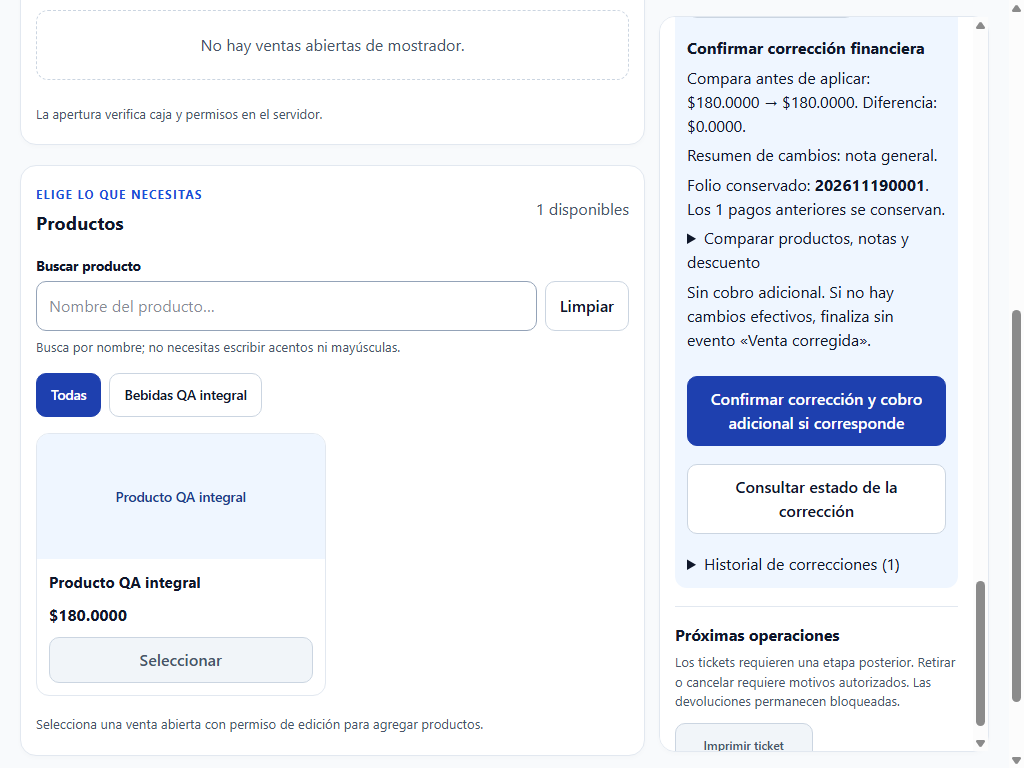 No hay ventas abiertas de mostrador.
La apertura verifica caja y permisos en el servidor.
ELIGE LO QUE NECESITAS
Productos
1 disponibles
Buscar producto
Nombre del producto...
Limpiar
Busca por nombre; no necesitas escribir acentos ni mayúsculas.
Todas
Bebidas QA integral
Producto QA integral
Producto QA integral
$180.0000
Seleccionar
Selecciona una venta abierta con permiso de edición para agregar productos.
Confirmar corrección financiera
Compara antes de aplicar:
$180.0000 → $180.0000. Diferencia:
$0.0000.
Resumen de cambios: nota general.
Folio conservado: 202611190001.
Los 1 pagos anteriores se conservan.
Comparar productos, notas y
descuento
Sin cobro adicional. Si no hay
cambios efectivos, finaliza sin
evento «Venta corregida».
Confirmar corrección y cobro
adicional si corresponde
Consultar estado de la
corrección
Historial de correcciones (1)
Próximas operaciones
Los tickets requieren una etapa posterior. Retirar
o cancelar requiere motivos autorizados. Las
devoluciones permanecen bloqueadas.
Imprimir ticket